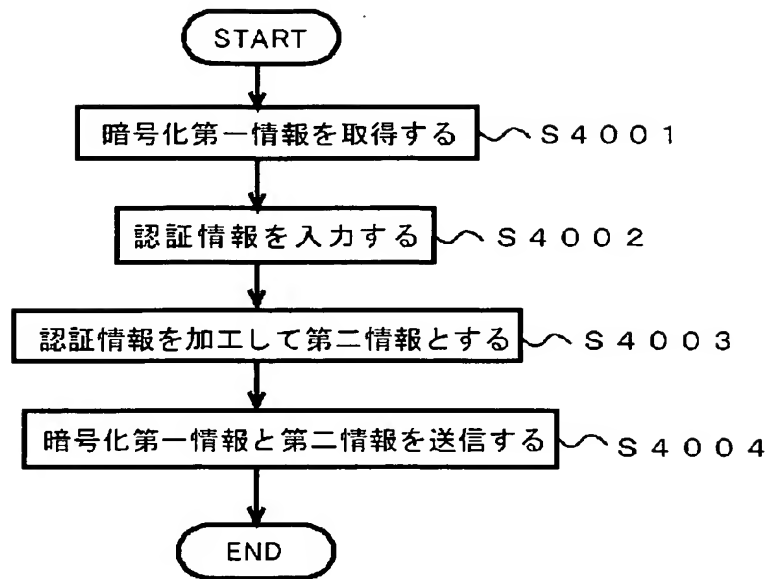 START
暗号化第一情報を取得する S4001
認証情報を入力する S4002
認証情報を加工して第二情報とする S4003
暗号化第一情報と第二情報を送信する S4004
END